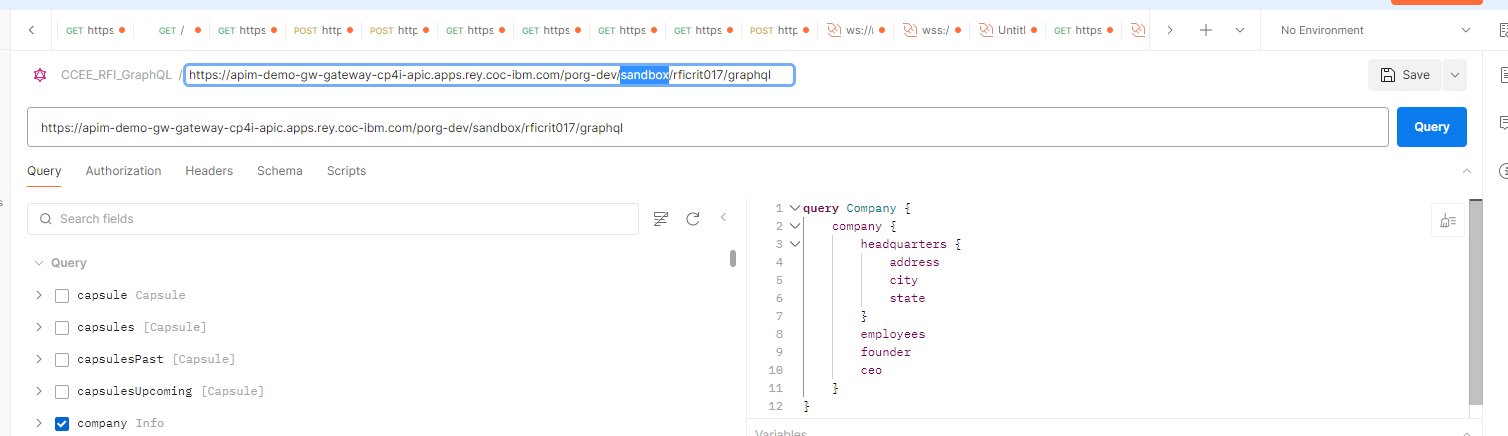 GET https GET / GET https POST http POST http GET https GET https GET https GET https POST http ws:// wss:/ Untitl GET https No Environment
CCEE_RFI_GraphQL / https://apim-demo-gw-gateway-cp4i-apic.apps.rey.coc-ibm.com/porg-dev/sandbox/rficrit017/graphql Save
https://apim-demo-gw-gateway-cp4i-apic.apps.rey.coc-ibm.com/porg-dev/sandbox/rficrit017/graphql Query
Query Authorization Headers Schema Scripts
Search fields
Query
capsule Capsule
capsules [Capsule]
capsulesPast [Capsule]
capsulesUpcoming [Capsule]
company Info
1 query Company {
2 company {
3 headquarters {
4 address
5 city
6 state
7 }
8 employees
9 founder
10 ceo
11 }
12 }
Variables